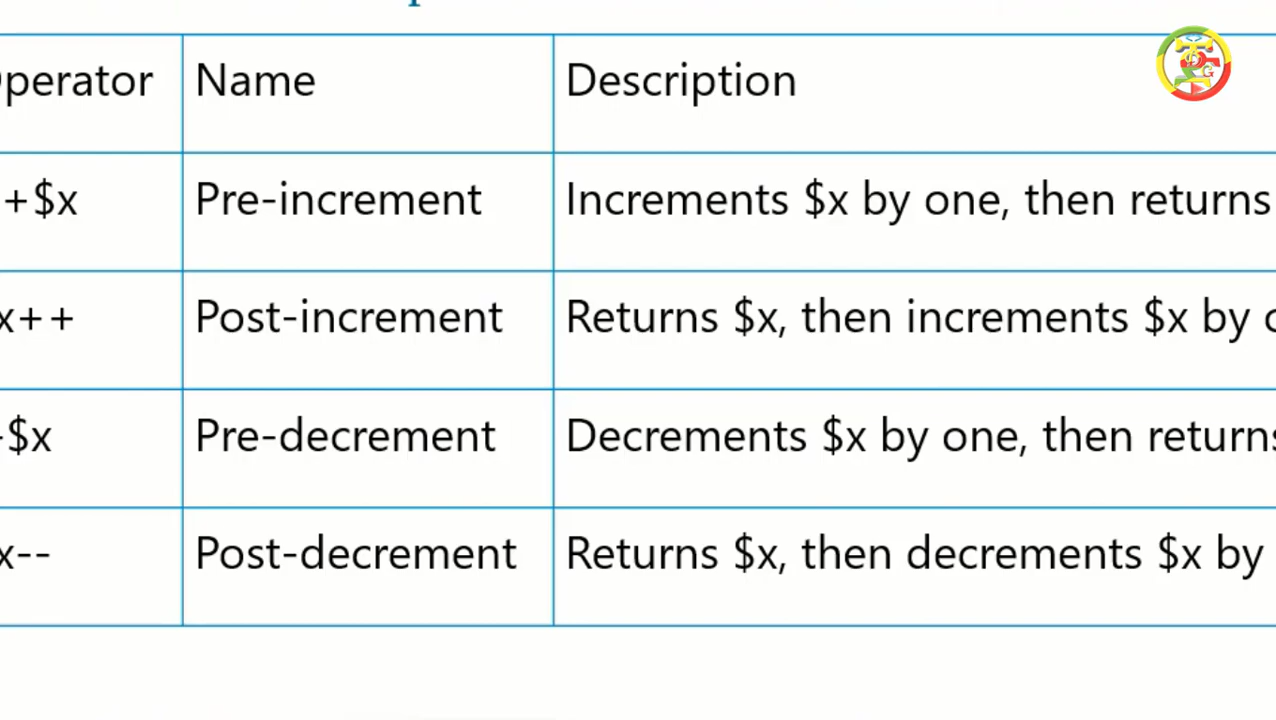 perator Name Description
+$x Pre-increment Increments $x by one, then returns
x++ Post-increment Returns $x, then increments $x by
-$x Pre-decrement Decrements $x by one, then returns
x-- Post-decrement Returns $x, then decrements $x by